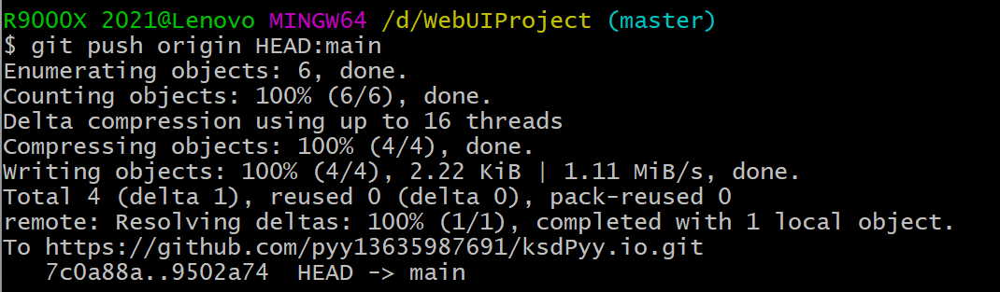 R9000X 2021@Lenovo MINGW64 /d/WebUIProject (master)
$ git push origin HEAD:main
Enumerating objects: 6, done.
Counting objects: 100% (6/6), done.
Delta compression using up to 16 threads
Compressing objects: 100% (4/4), done.
Writing objects: 100% (4/4), 2.22 KiB | 1.11 MiB/s, done.
Total 4 (delta 1), reused 0 (delta 0), pack-reused 0
remote: Resolving deltas: 100% (1/1), completed with 1 local object.
To https://github.com/pyy13635987691/ksdPyy.io.git
   7c0a88a..9502a74  HEAD -> main